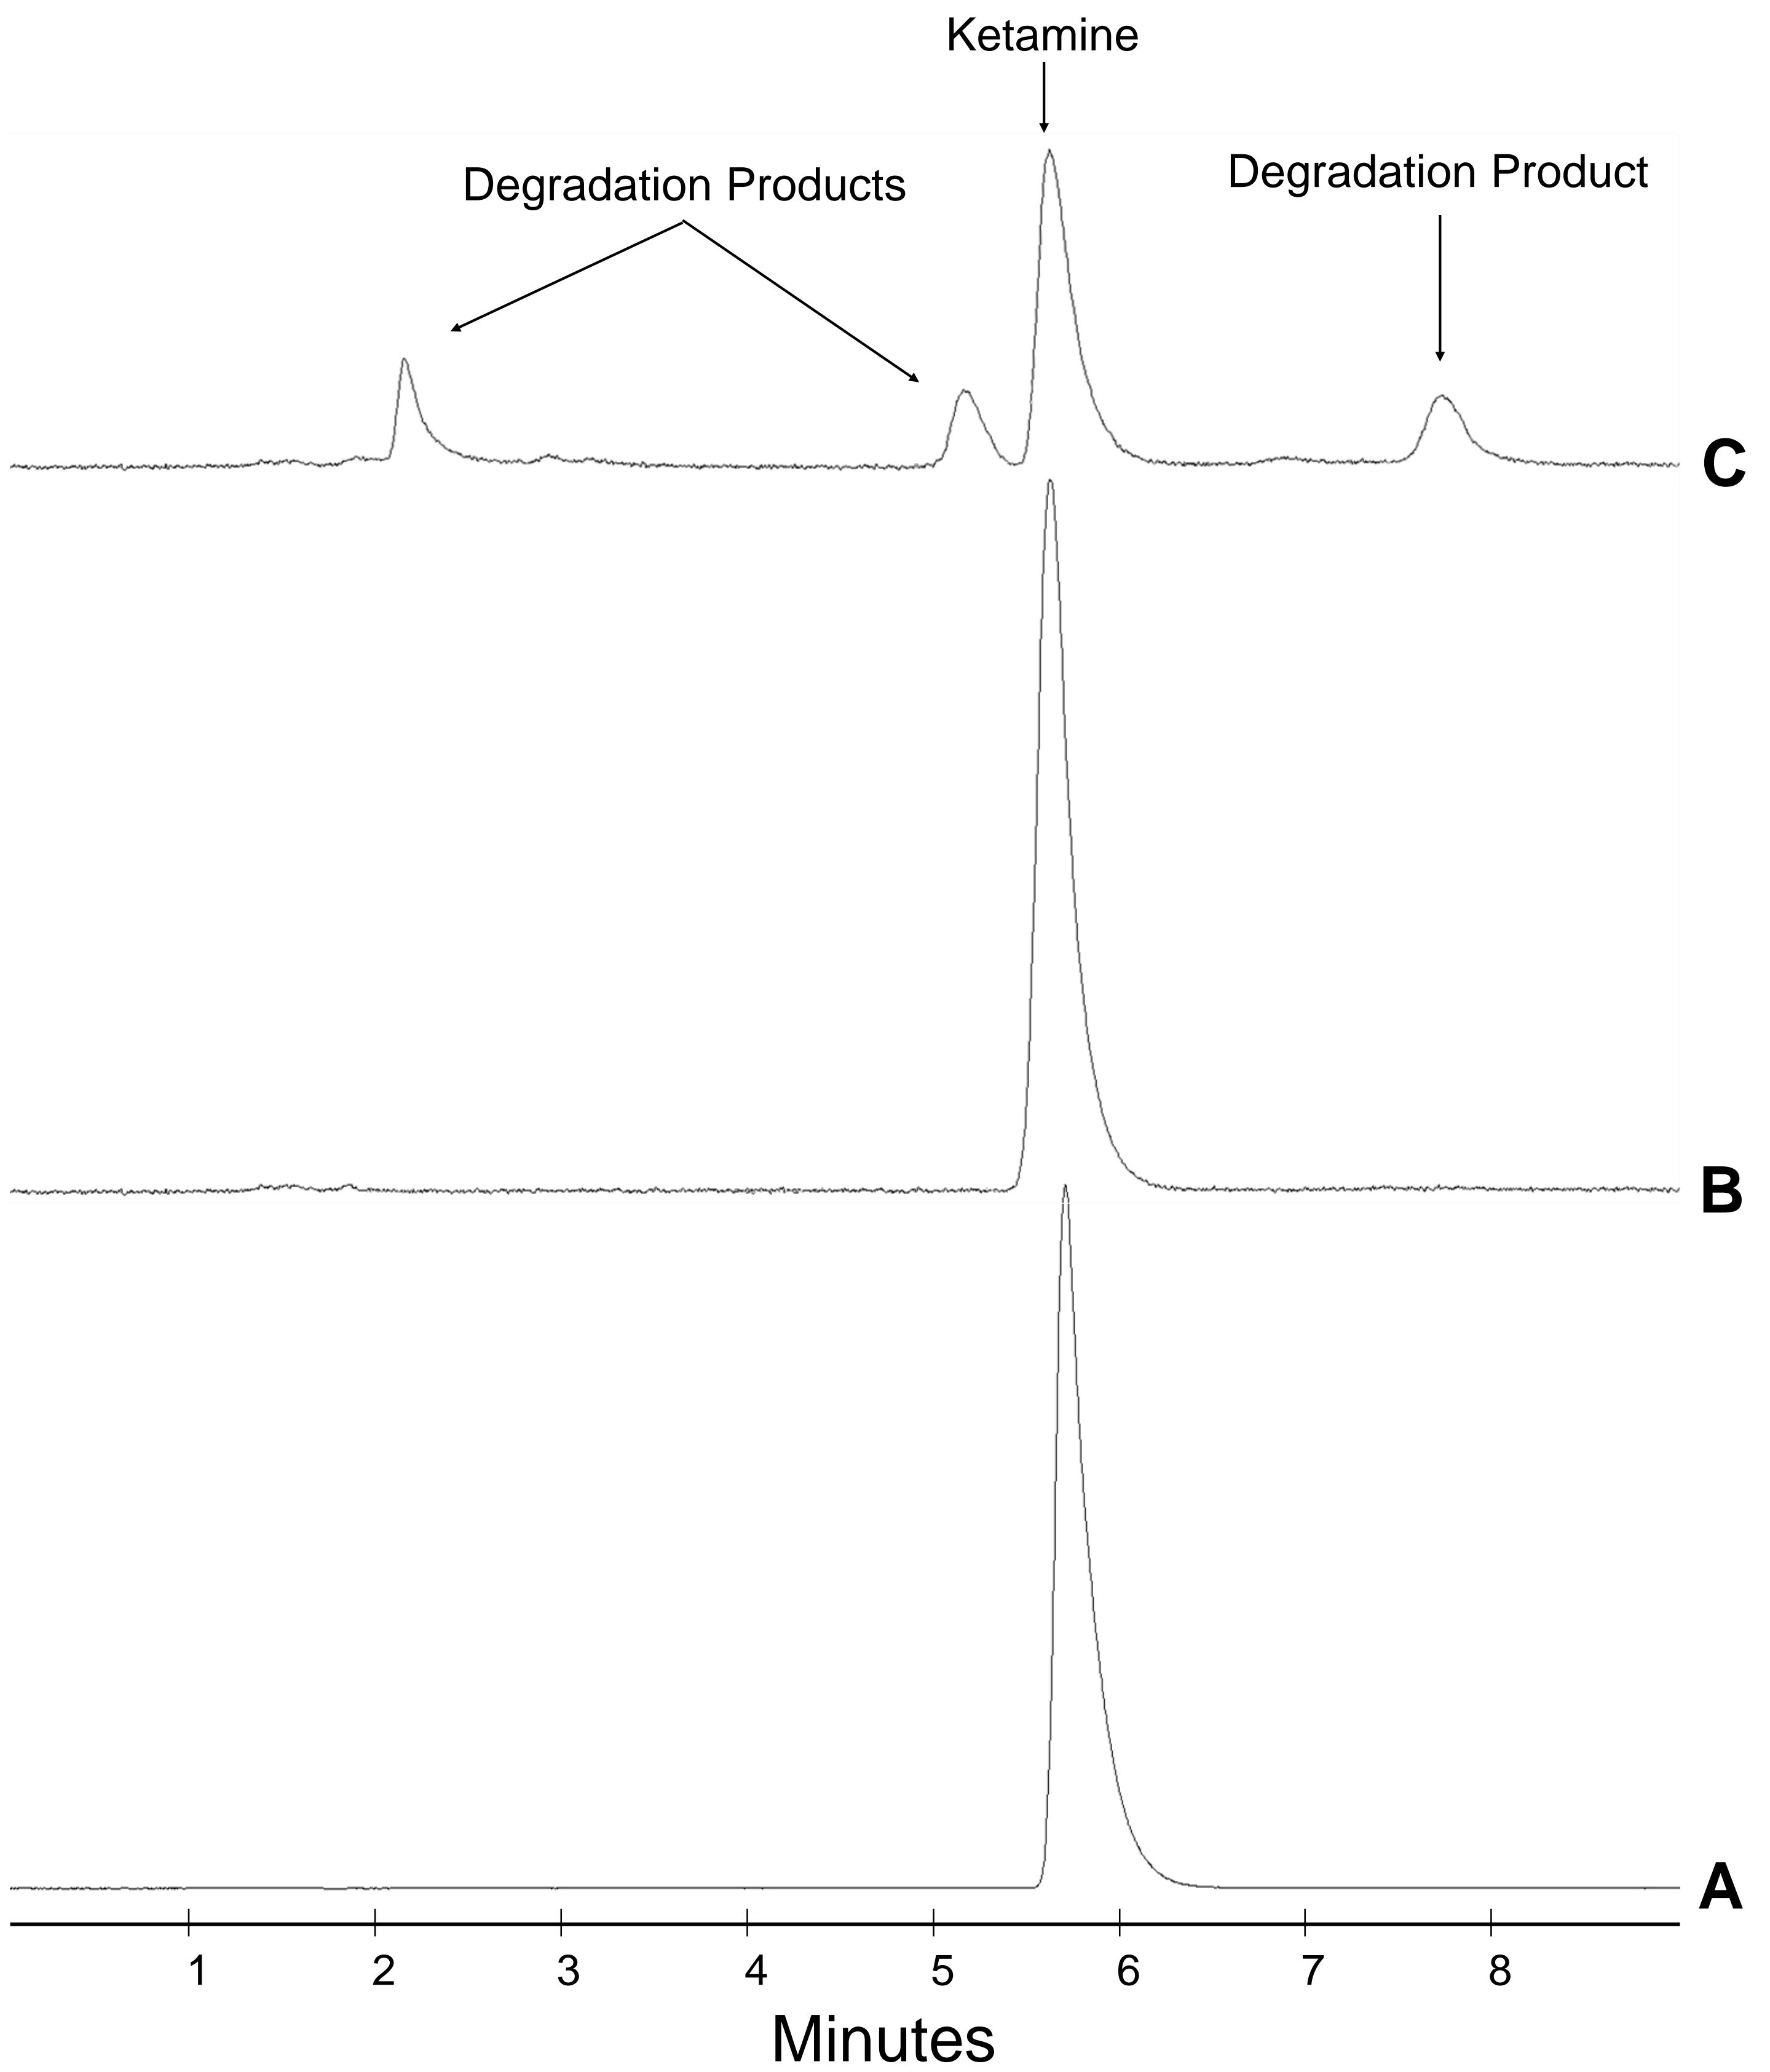 Ketamine
Degradation Products
Degradation Product
C
B
A
1 2 3 4 5 6 7 8
Minutes